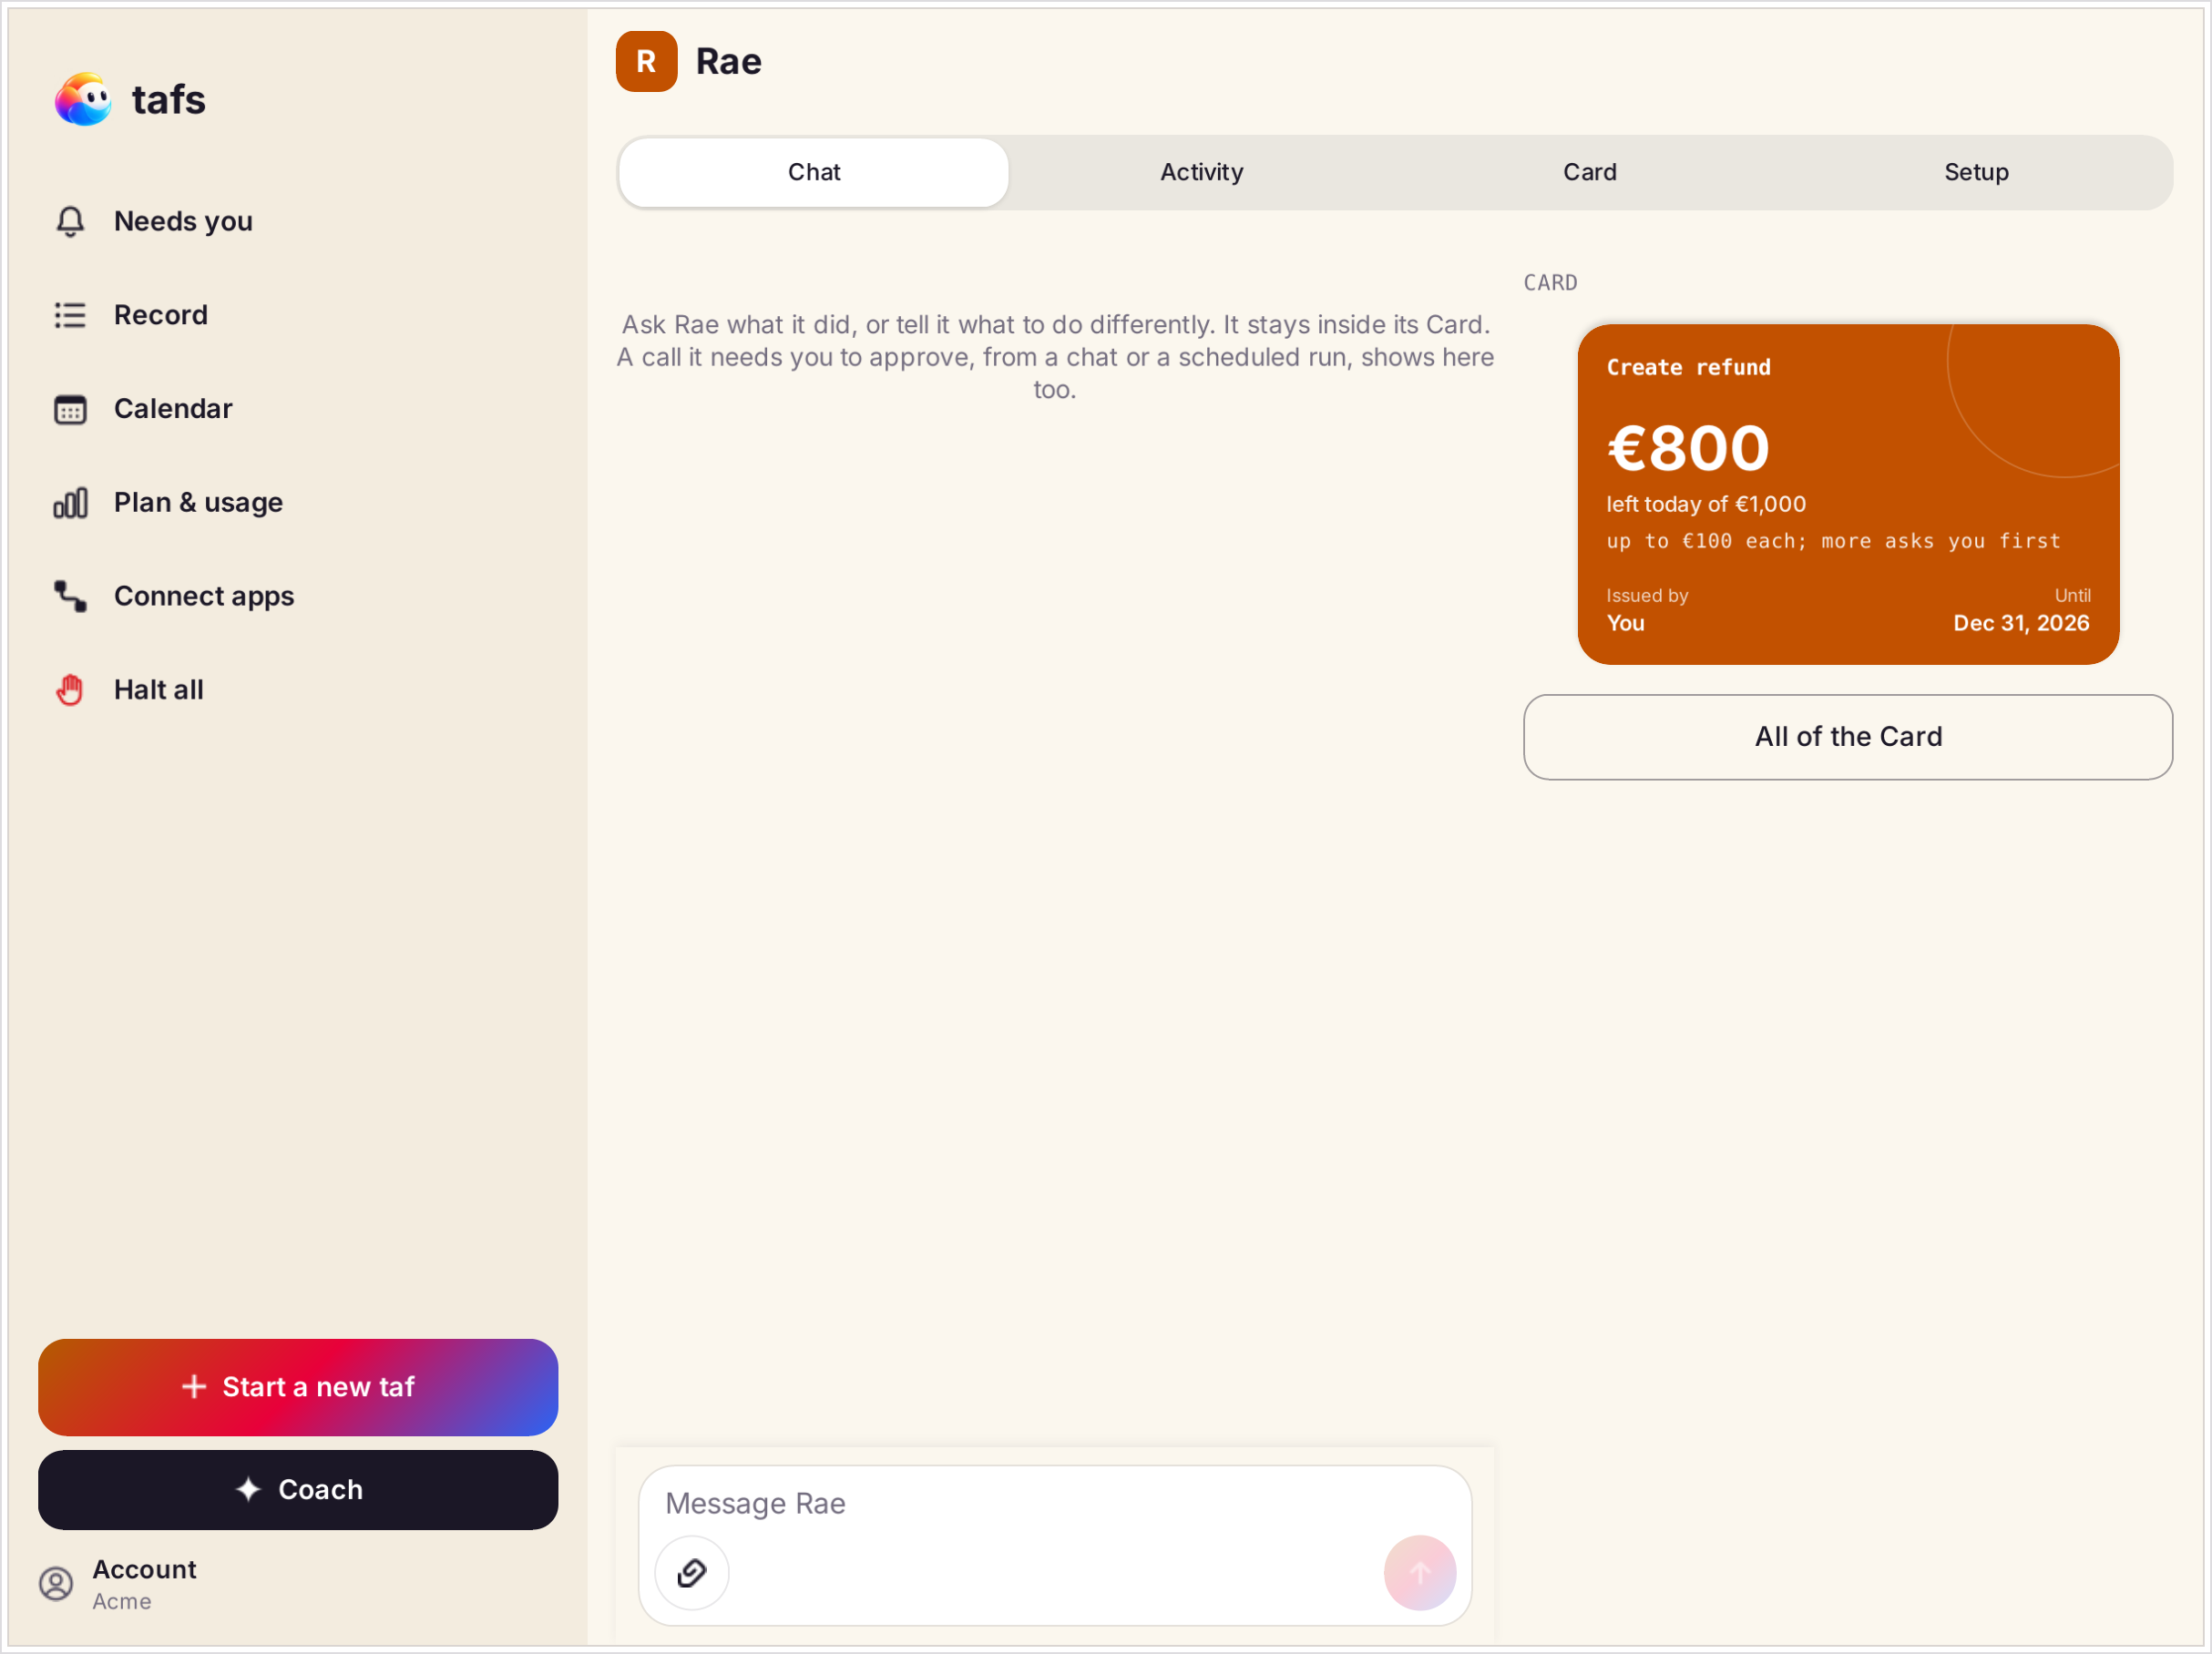 tafs
Needs you
Record
Calendar
Plan & usage
Connect apps
Halt all
Start a new taf
Coach
Account
Acme
R
Rae
Chat
Activity
Card
Setup
Ask Rae what it did, or tell it what to do differently. It stays inside its Card.
A call it needs you to approve, from a chat or a scheduled run, shows here
too.
Message Rae
CARD
Create refund
€800
left today of €1,000
up to €100 each; more asks you first
Issued by
You
Until
Dec 31, 2026
All of the Card